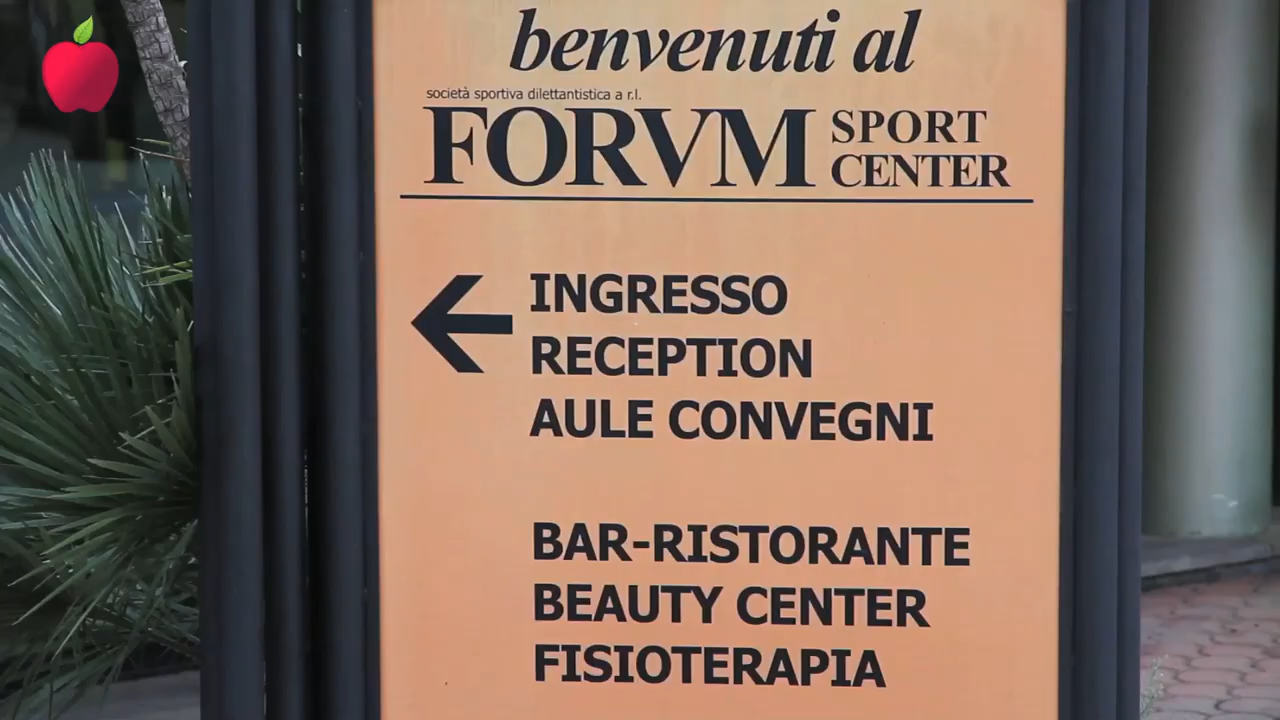 benvenuti al
società sportiva dilettantistica a r.l.
FORVM SPORT CENTER
INGRESSO
RECEPTION
AULE CONVEGNI
BAR-RISTORANTE
BEAUTY CENTER
FISIOTERAPIA